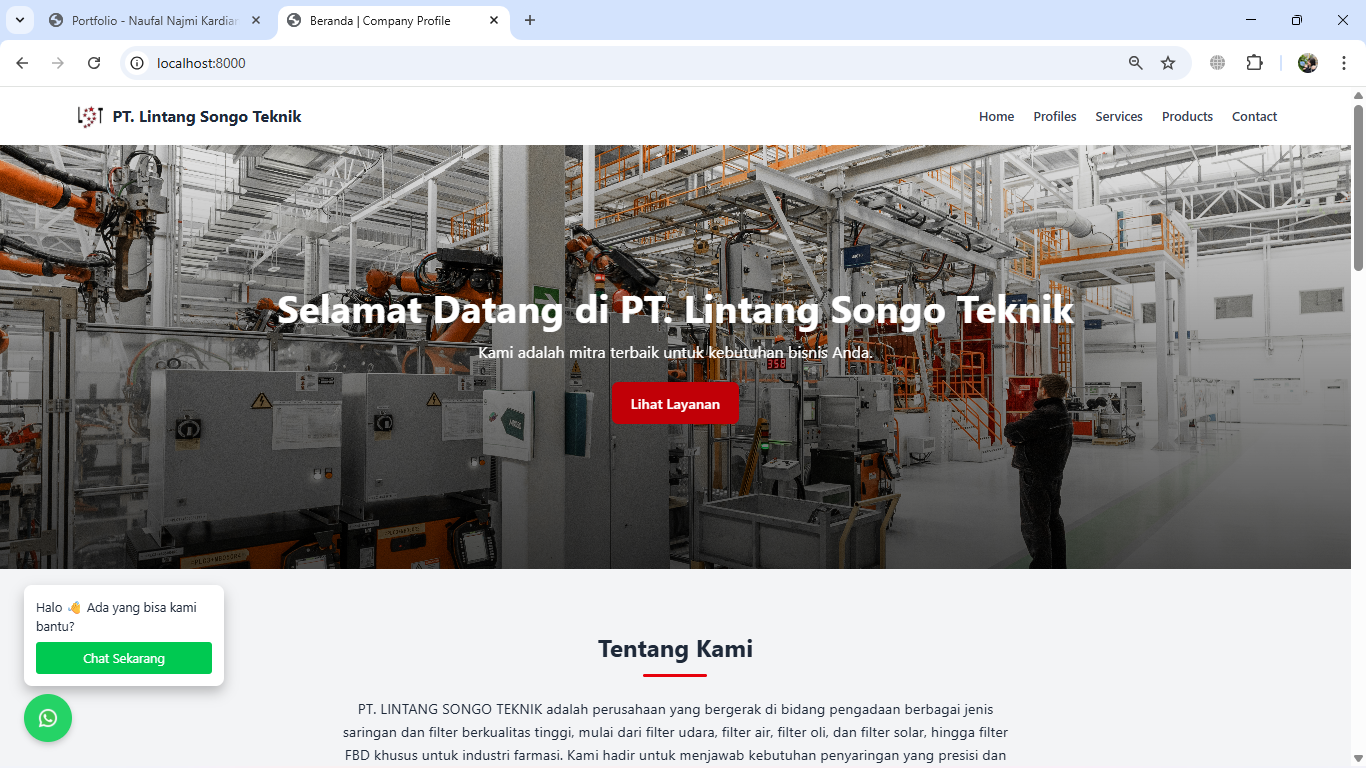 Portfolio - Naufal Najmi Kardian
Beranda | Company Profile
localhost:8000
LST PT. Lintang Songo Teknik
Home Profiles Services Products Contact
Selamat Datang di PT. Lintang Songo Teknik
Kami adalah mitra terbaik untuk kebutuhan bisnis Anda.
358
Lihat Layanan
Halo 👋 Ada yang bisa kami
bantu?
Chat Sekarang
Tentang Kami
PT. LINTANG SONGO TEKNIK adalah perusahaan yang bergerak di bidang pengadaan berbagai jenis
saringan dan filter berkualitas tinggi, mulai dari filter udara, filter air, filter oli, dan filter solar, hingga filter
FBD khusus untuk industri farmasi. Kami hadir untuk menjawab kebutuhan penyaringan yang presisi dan